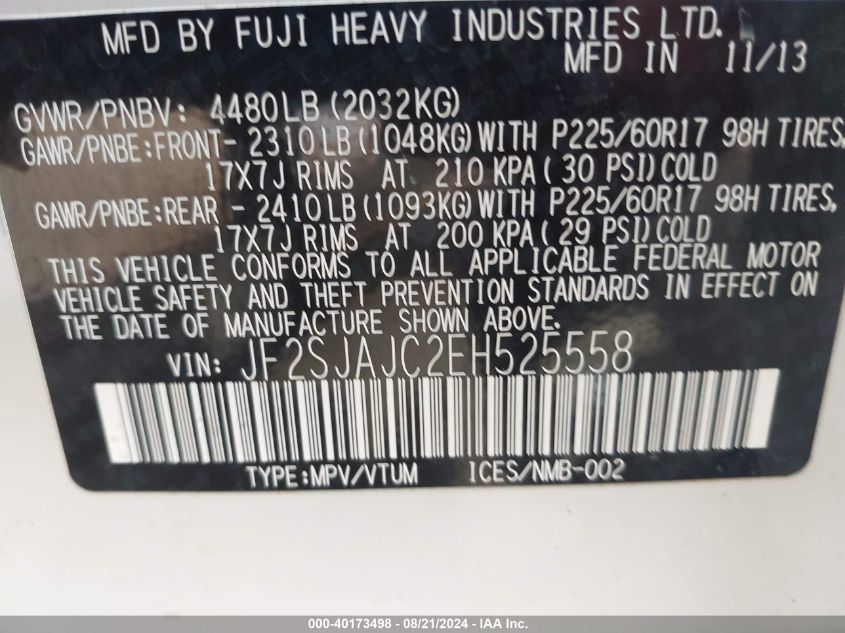 MFD BY FUJI HEAVY INDUSTRIES LTD.
MFD IN 11/13
GVWR/PNBV: 4480LB (2032KG)
GAWR/PNBE:FRONT- 2310LB(1048KG)WITH P225/60R17 98H TIRES,
17X7J RIMS AT 210 KPA( 30 PSI)COLD
GAWR/PNBE:REAR - 2410LB(1093KG)WITH P225/60R17 98H TIRES,
17X7J RIMS AT 200 KPA( 29 PSI)COLD
THIS VEHICLE CONFORMS TO ALL APPLICABLE FEDERAL MOTOR
VEHICLE SAFETY AND THEFT PREVENTION STANDARDS IN EFFECT ON
THE DATE OF MANUFACTURE SHOWN ABOVE.
VIN: JF2SJAJC2EH525558
TYPE:MPV/VTUM ICES/NMB-002
000-40173498 - 08/21/2024 - IAA Inc.